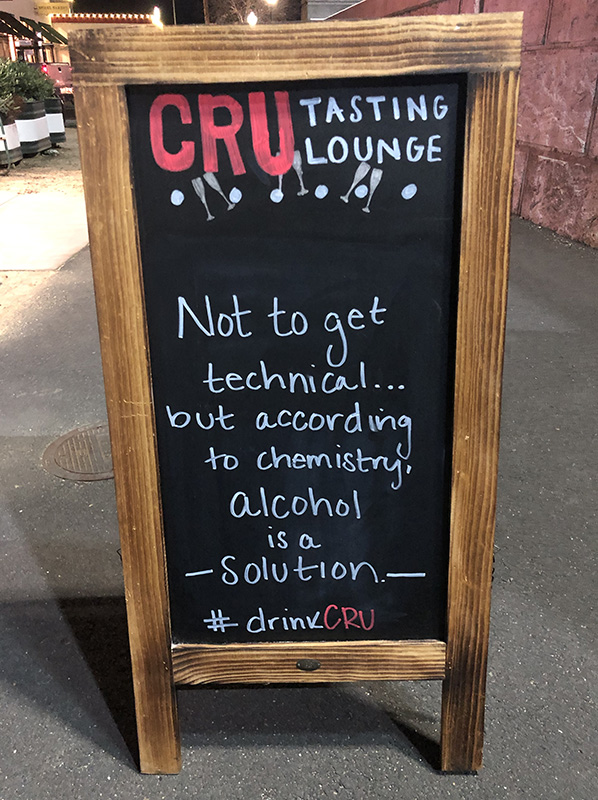 CRU TASTING
LOUNGE
Not to get
technical...
but according
to chemistry,
alcohol
is a
—Solution.—
#drinkCRU